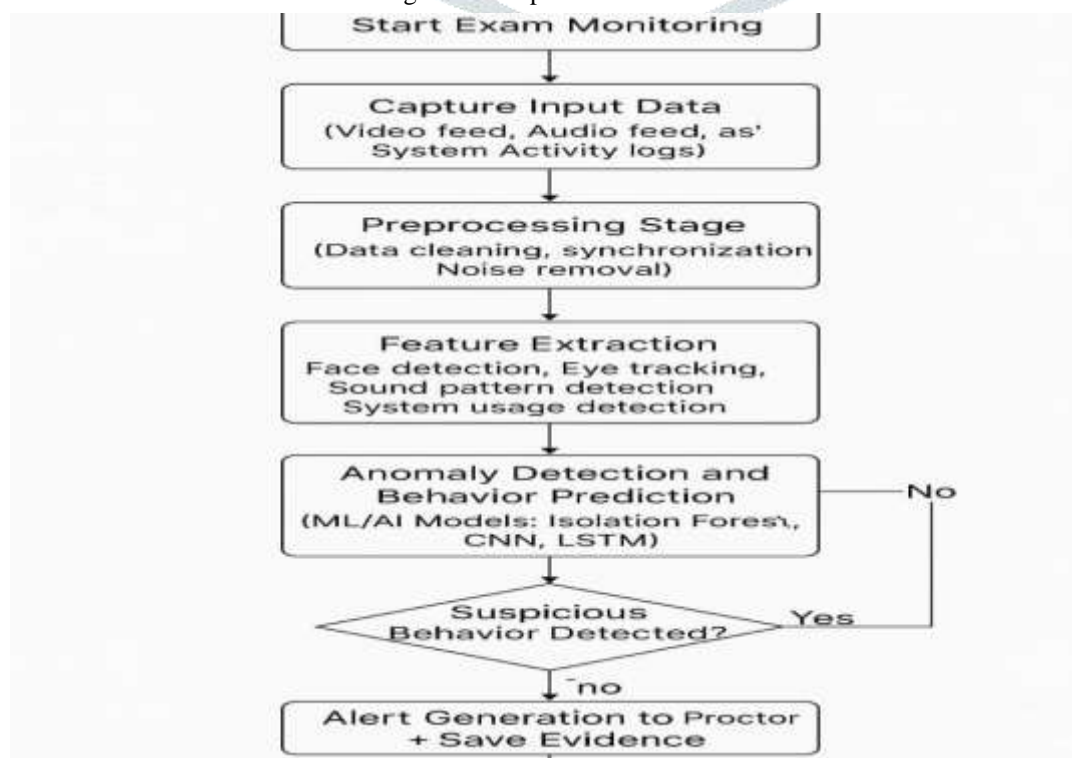 Start Exam Monitoring
Capture Input Data
(Video feed, Audio feed, as'
System Activity logs)
Preprocessing Stage
(Data cleaning, synchronization
Noise removal)
Feature Extraction
Face detection, Eye tracking,
Sound pattern detection
System usage detection
Anomaly Detection and
Behavior Prediction
No
(ML/AI Models: Isolation Forest,
CNN, LSTM)
Suspicious
Behavior Detected?
Yes
no
Alert Generation to Proctor
+ Save Evidence